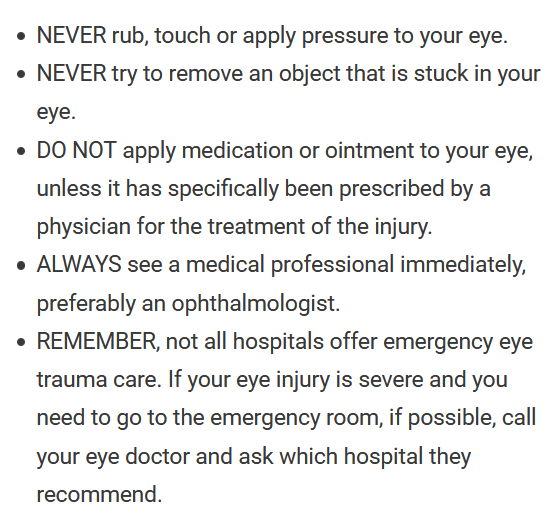 • NEVER rub, touch or apply pressure to your eye.
• NEVER try to remove an object that is stuck in your
eye.
• DO NOT apply medication or ointment to your eye,
unless it has specifically been prescribed by a
physician for the treatment of the injury.
• ALWAYS see a medical professional immediately,
preferably an ophthalmologist.
• REMEMBER, not all hospitals offer emergency eye
trauma care. If your eye injury is severe and you
need to go to the emergency room, if possible, call
your eye doctor and ask which hospital they
recommend.